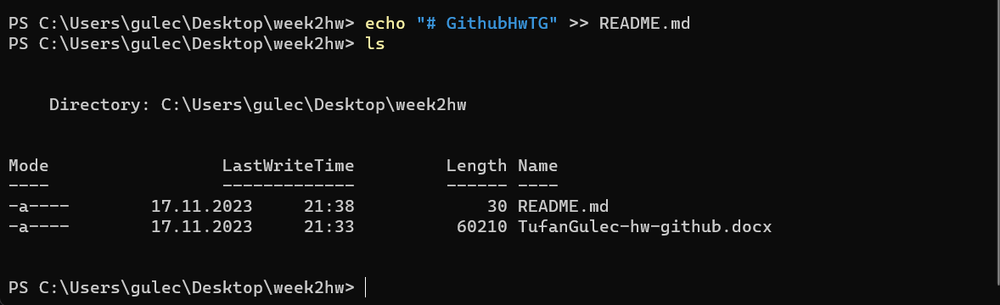 PS C:\Users\gulec\Desktop\week2hw> echo "# GithubHwTG" >> README.md
PS C:\Users\gulec\Desktop\week2hw> ls
Directory: C:\Users\gulec\Desktop\week2hw
Mode LastWriteTime Length Name
---- ------------- ------ ----
-a---- 17.11.2023 21:38 30 README.md
-a---- 17.11.2023 21:33 60210 TufanGulec-hw-github.docx
PS C:\Users\gulec\Desktop\week2hw>